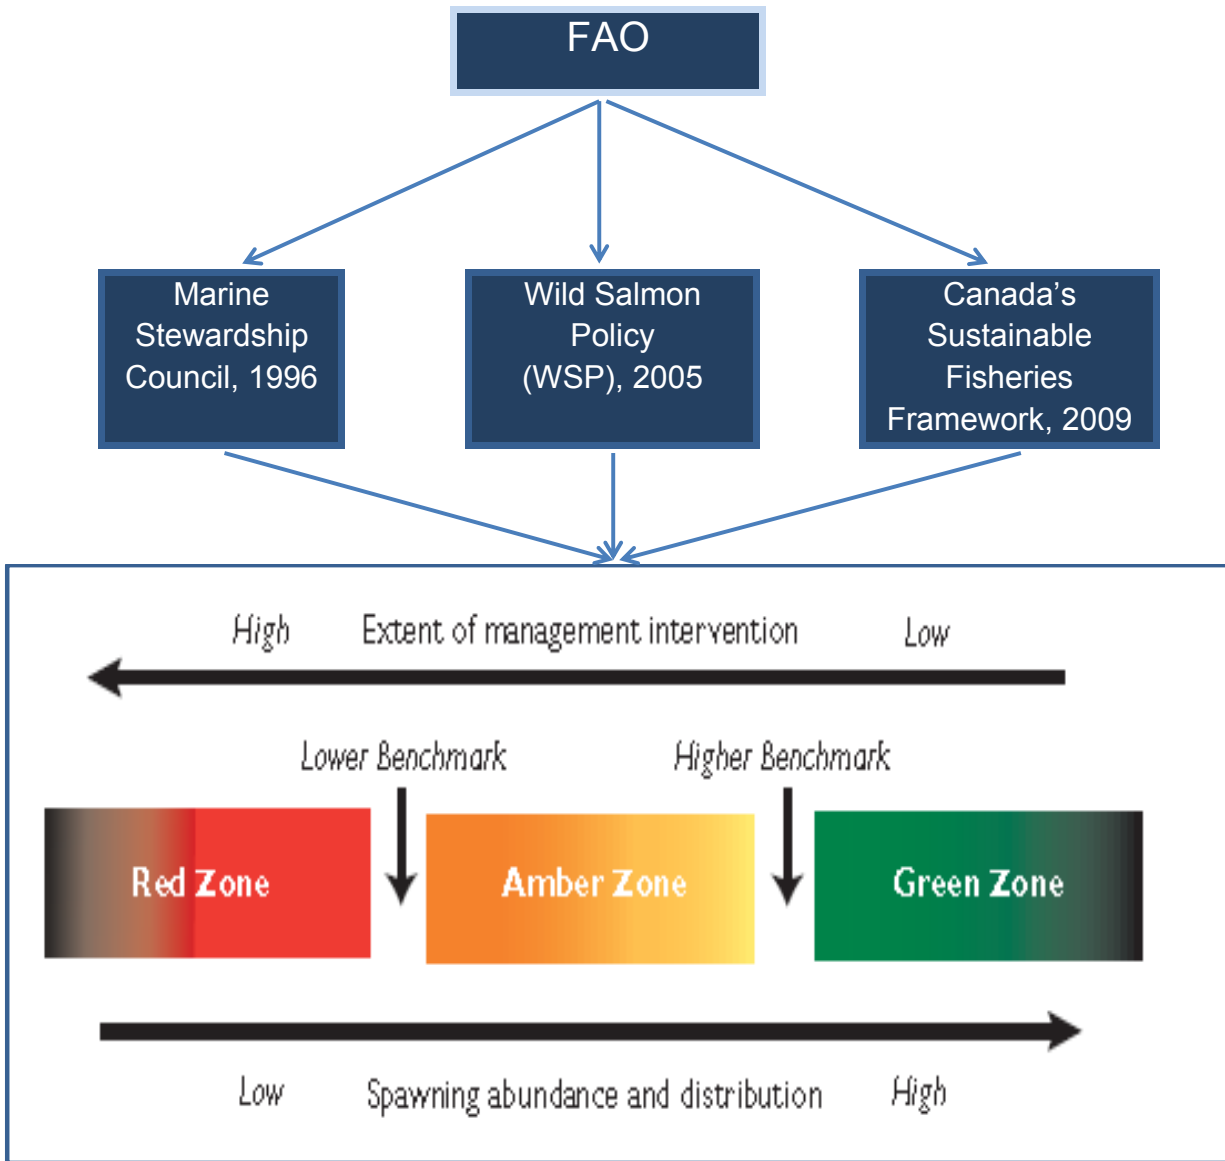 FAO
Marine
Stewardship
Council, 1996
Wild Salmon
Policy
(WSP), 2005
Canada's
Sustainable
Fisheries
Framework, 2009
High Extent of management intervention Low
Lower Benchmark Higher Benchmark
Red Zone Amber Zone Green Zone
Low Spawning abundance and distribution High